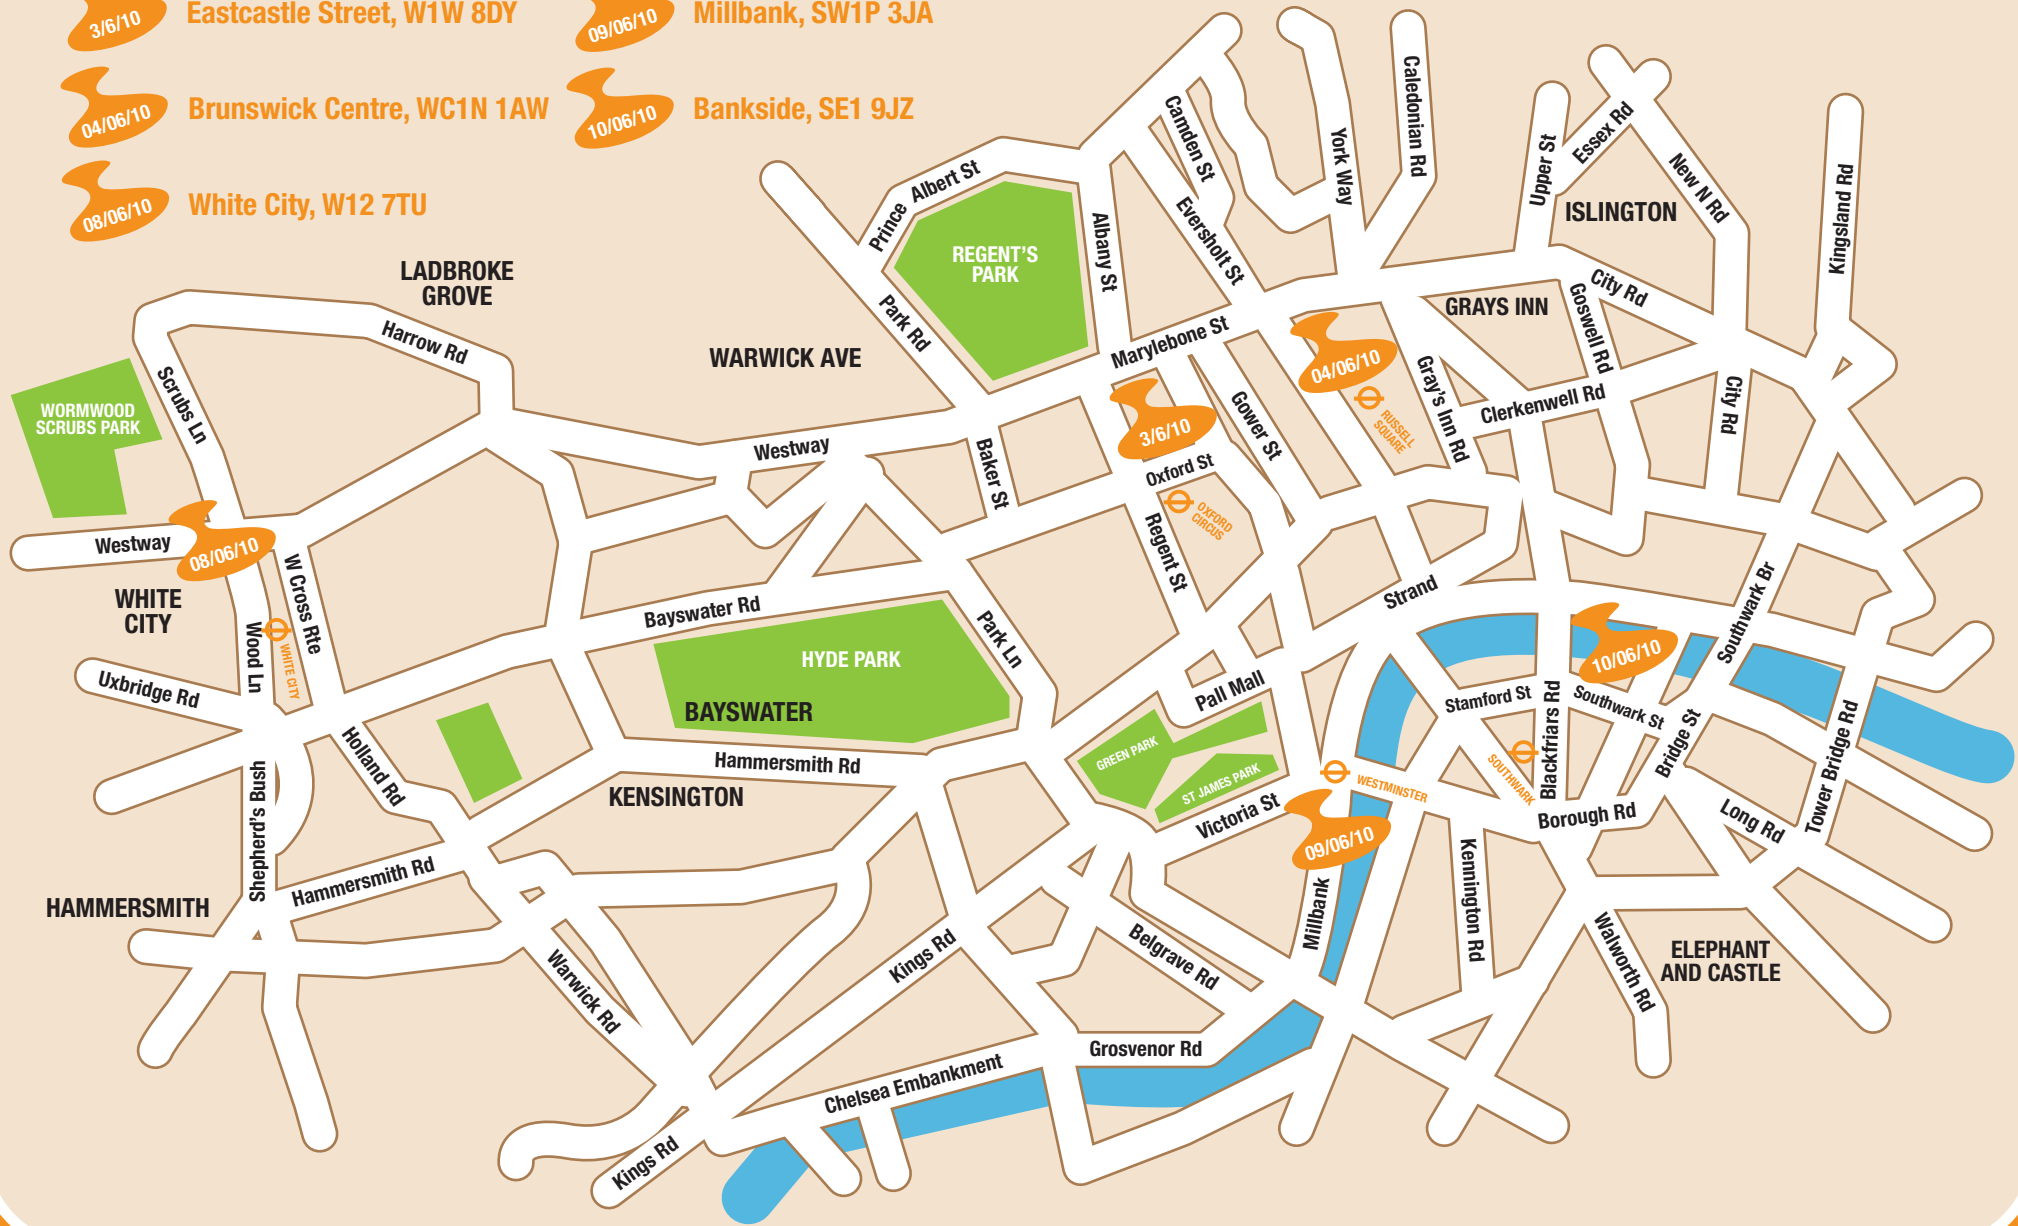 3/6/10
Eastcastle Street, W1W 8DY
09/06/10
Millbank, SW1P 3JA
04/06/10
Brunswick Centre, WC1N 1AW
10/06/10
Bankside, SE1 9JZ
08/06/10
White City, W12 7TU
Camden St
York Way
Caledonian Rd
Upper St
Essex Rd
New N Rd
ISLINGTON
Kingsland Rd
Prince Albert St
REGENT'S
PARK
Albany St
Eversholt St
LADBROKE
GROVE
Harrow Rd
WARWICK AVE
Park Rd
Marylebone St
GRAYS INN
City Rd
Goswell Rd
04/06/10
RUSSELL
SQUARE
Gray's Inn Rd
Clerkenwell Rd
City Rd
WORMWOOD
SCRUBS PARK
Scrubs Ln
Westway
Baker St
3/6/10
Gower St
Oxford St
OXFORD
CIRCUS
Regent St
Westway
08/06/10
WHITE
CITY
W Cross Rte
Wood Ln
WHITE CITY
Uxbridge Rd
Bayswater Rd
HYDE PARK
BAYSWATER
Park Ln
Strand
10/06/10
Southwark Br
Pall Mall
Stamford St
Southwark St
Blackfriars Rd
Bridge St
Tower Bridge Rd
GREEN PARK
ST JAMES PARK
WESTMINSTER
SOUTHWARK
Holland Rd
Hammersmith Rd
KENSINGTON
Shepherd's Bush
Victoria St
09/06/10
Borough Rd
Long Rd
Hammersmith Rd
HAMMERSMITH
Millbank
Kennington Rd
Walworth Rd
ELEPHANT
AND CASTLE
Warwick Rd
Kings Rd
Belgrave Rd
Grosvenor Rd
Chelsea Embankment
Kings Rd